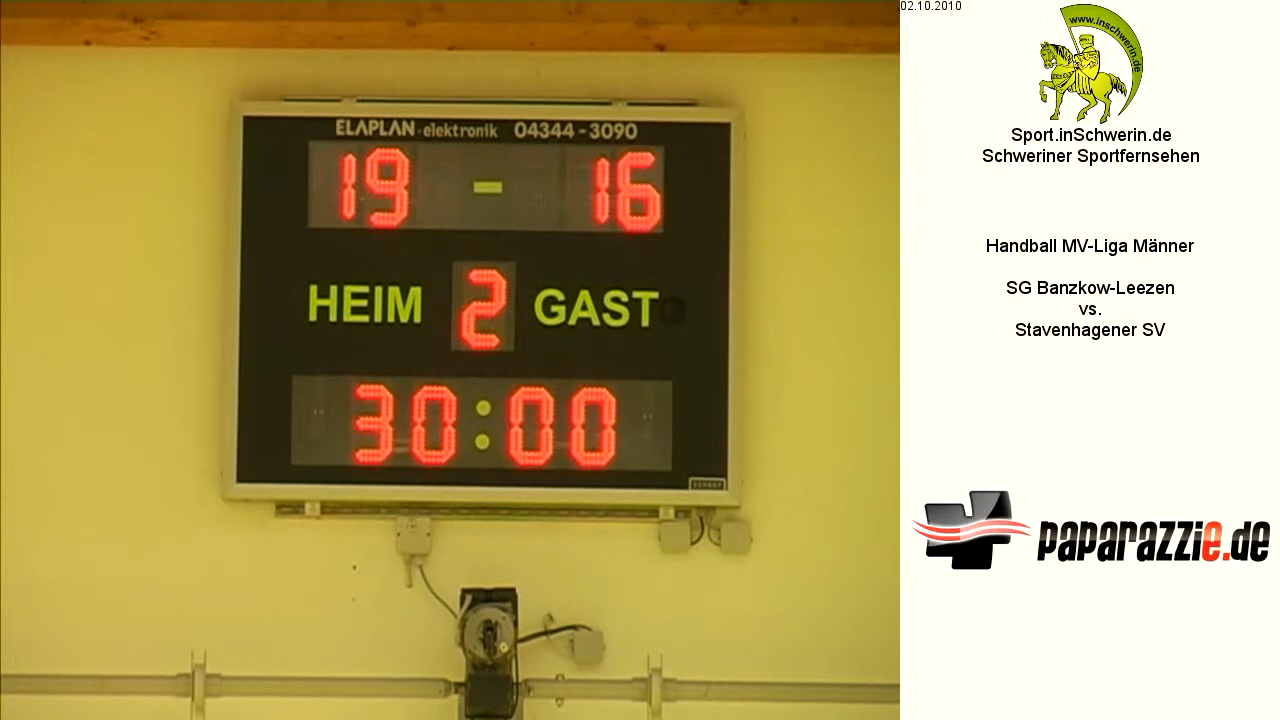 ELAPLAN - elektronik 04344-3090
19 - 16
HEIM 2 GAST
30:00
02.10.2010
www.inschwerin.de
Sport.inSchwerin.de
Schweriner Sportfernsehen
Handball MV-Liga Männer
SG Banzkow-Leezen
vs.
Stavenhagener SV
paparazzie.de